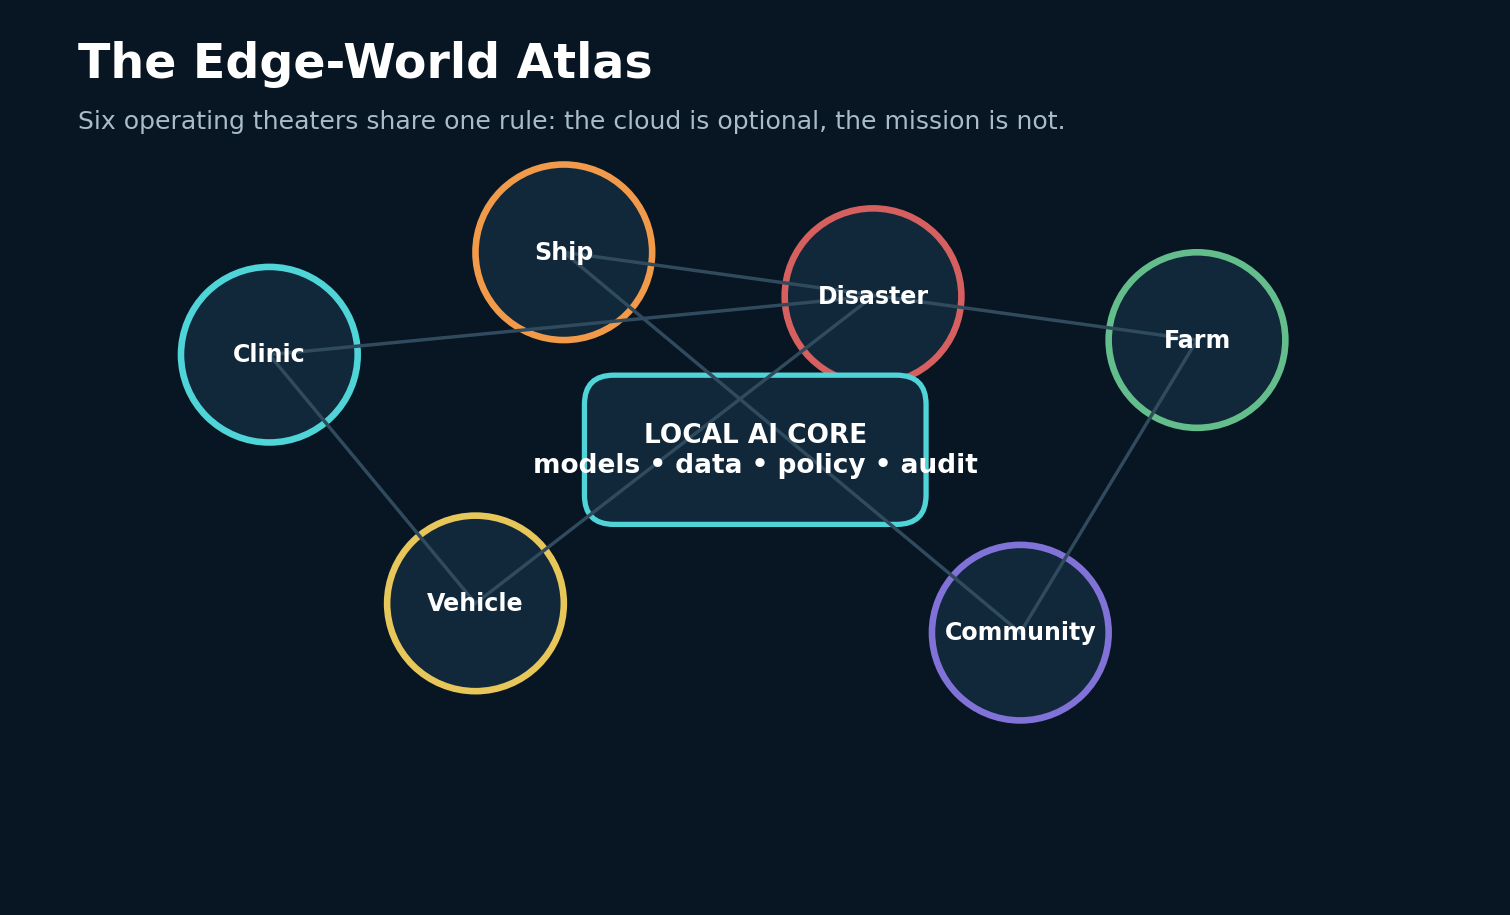 The Edge-World Atlas
Six operating theaters share one rule: the cloud is optional, the mission is not.
Ship
Disaster
Farm
Clinic
LOCAL AI CORE
models • data • policy • audit
Vehicle
Community